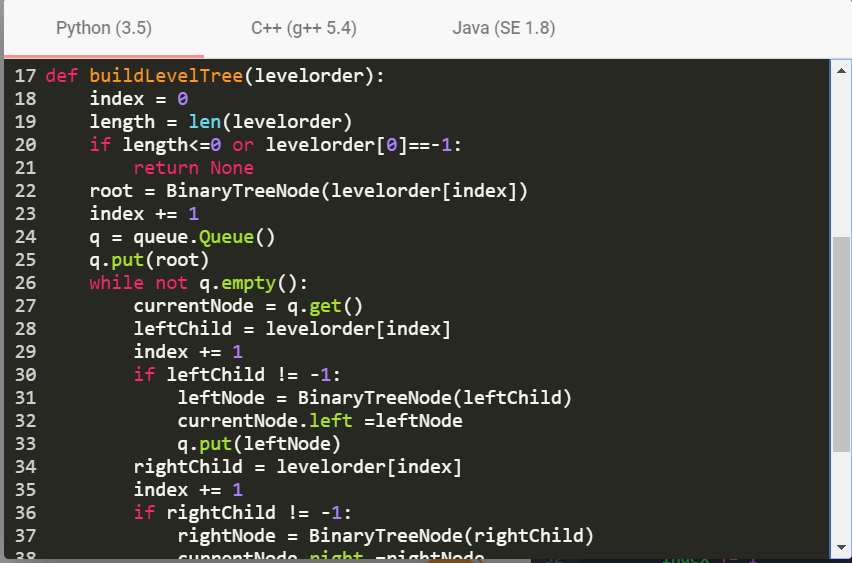 Python (3.5) C++ (g++ 5.4) Java (SE 1.8)
17 def buildLevelTree(levelorder):
18     index = 0
19     length = len(levelorder)
20     if length<=0 or levelorder[0]==-1:
21         return None
22     root = BinaryTreeNode(levelorder[index])
23     index += 1
24     q = queue.Queue()
25     q.put(root)
26     while not q.empty():
27         currentNode = q.get()
28         leftChild = levelorder[index]
29         index += 1
30         if leftChild != -1:
31             leftNode = BinaryTreeNode(leftChild)
32             currentNode.left =leftNode
33             q.put(leftNode)
34         rightChild = levelorder[index]
35         index += 1
36         if rightChild != -1:
37             rightNode = BinaryTreeNode(rightChild)
38             currentNode.right =rightNode